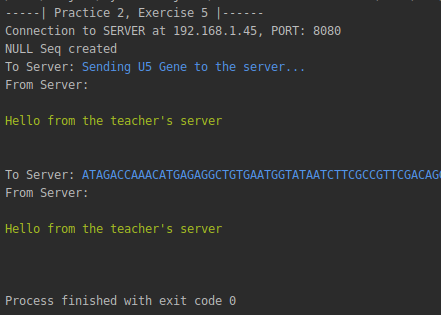 -----| Practice 2, Exercise 5 |------
Connection to SERVER at 192.168.1.45, PORT: 8080
NULL Seq created
To Server: Sending U5 Gene to the server...
From Server:
Hello from the teacher's server
To Server: ATAGACCAAACATGAGAGGCTGTGAATGGTATAATCTTCGCCGTTCGACAG
From Server:
Hello from the teacher's server
Process finished with exit code 0